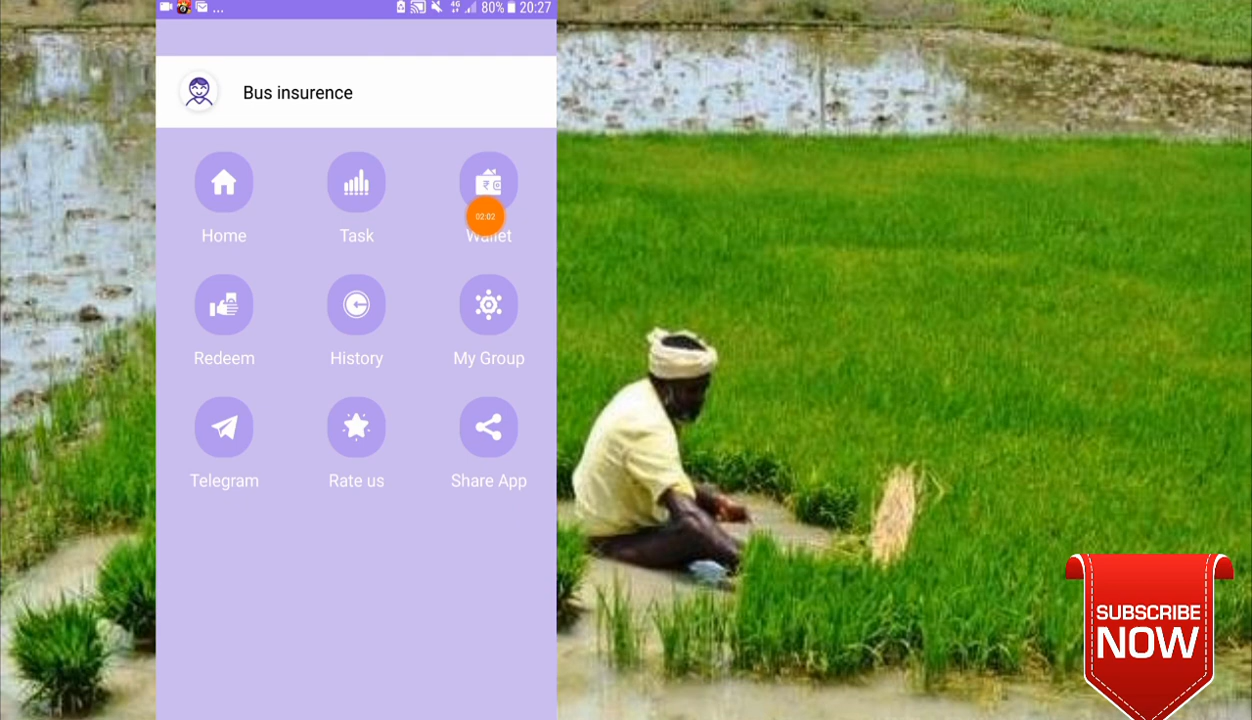 ... 4G 80% 20:27
Bus insurence
02:02
Home Task Wallet
Redeem History My Group
Telegram Rate us Share App
SUBSCRIBE
NOW